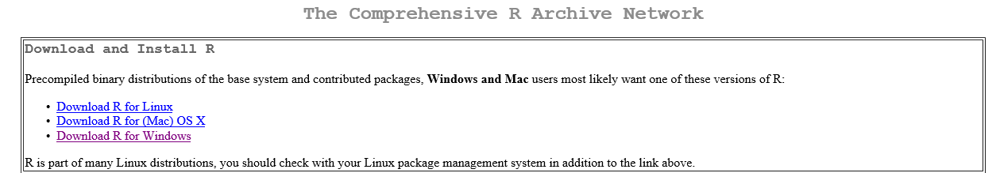 The Comprehensive R Archive Network
Download and Install R
Precompiled binary distributions of the base system and contributed packages, Windows and Mac users most likely want one of these versions of R:
• Download R for Linux
• Download R for (Mac) OS X
• Download R for Windows
R is part of many Linux distributions, you should check with your Linux package management system in addition to the link above.